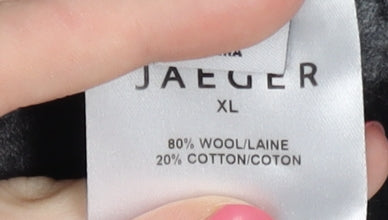 JAEGER
XL
80% WOOL/LAINE
20% COTTON/COTON